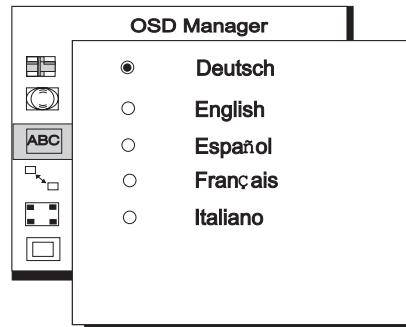 OSD Manager
Deutsch
English
ABC
Español
Français
Italiano